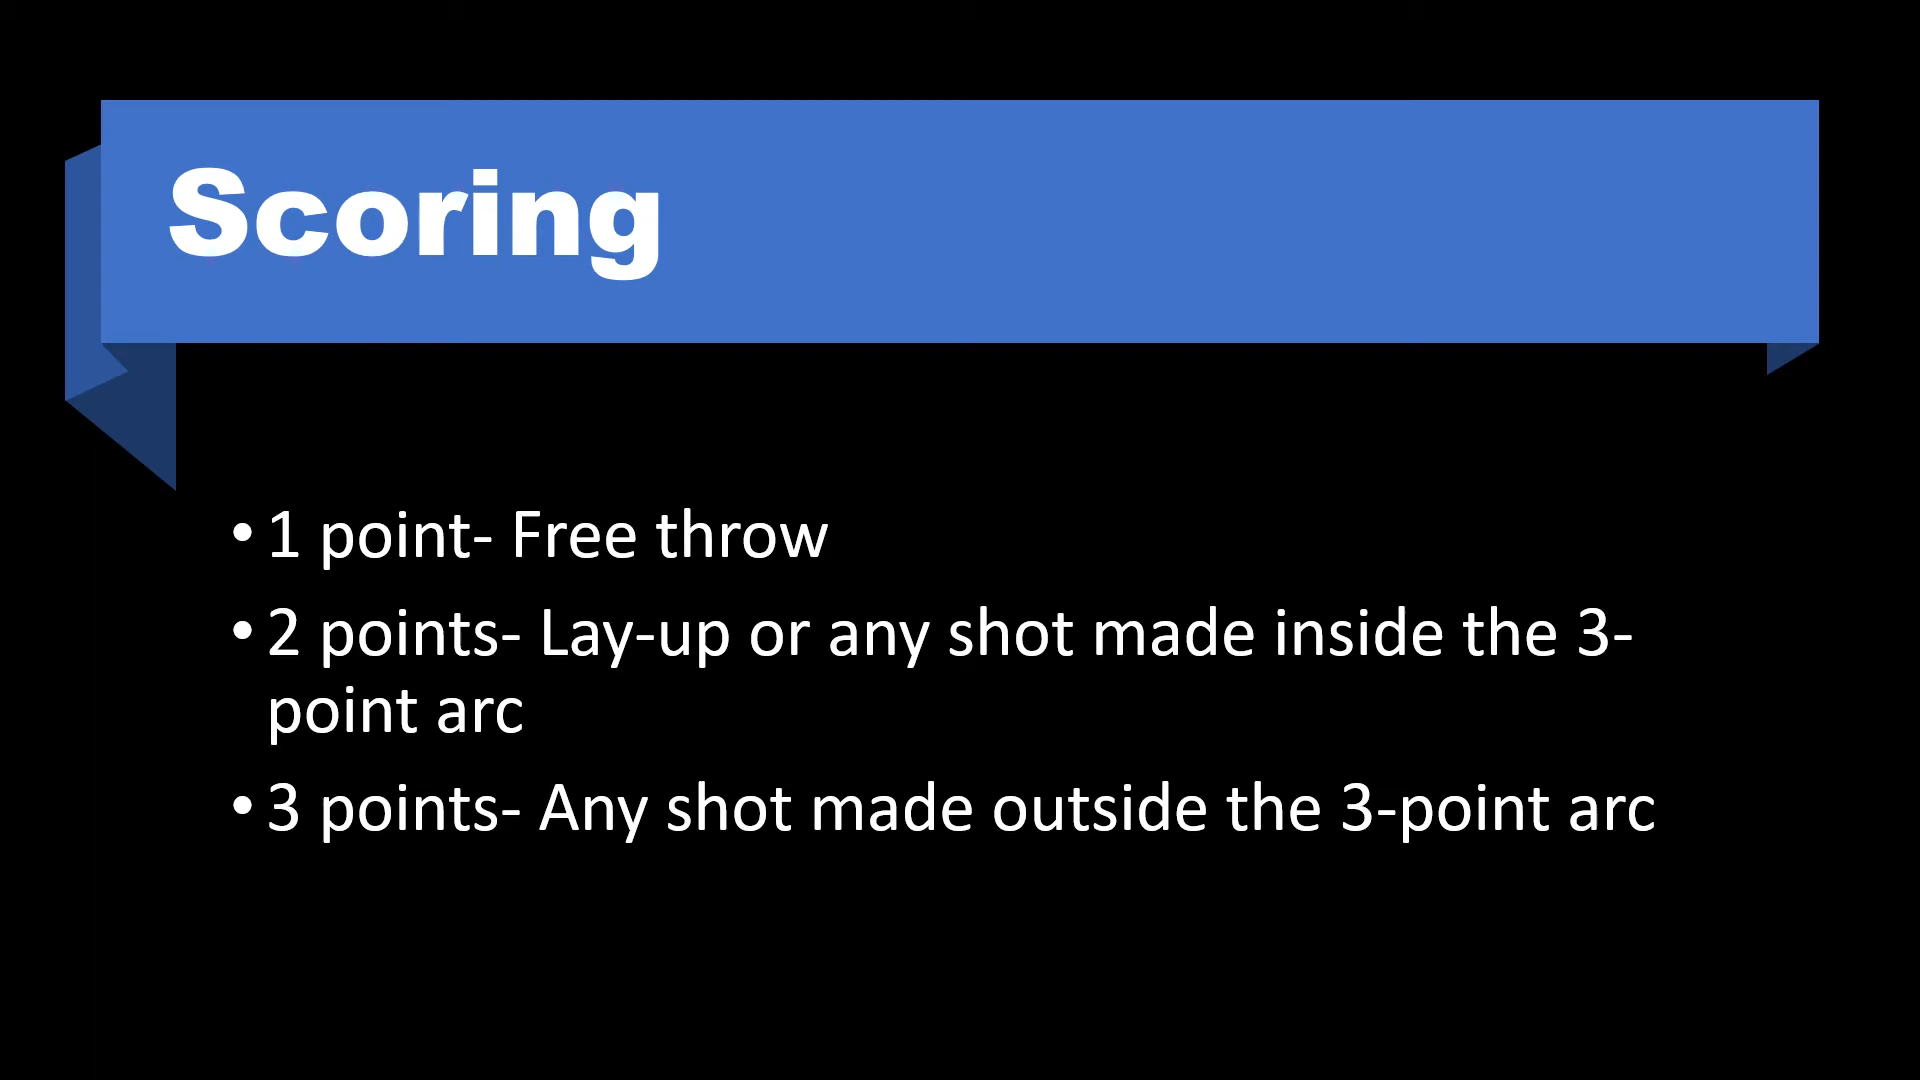 Scoring
• 1 point- Free throw
• 2 points- Lay-up or any shot made inside the 3-
point arc
• 3 points- Any shot made outside the 3-point arc